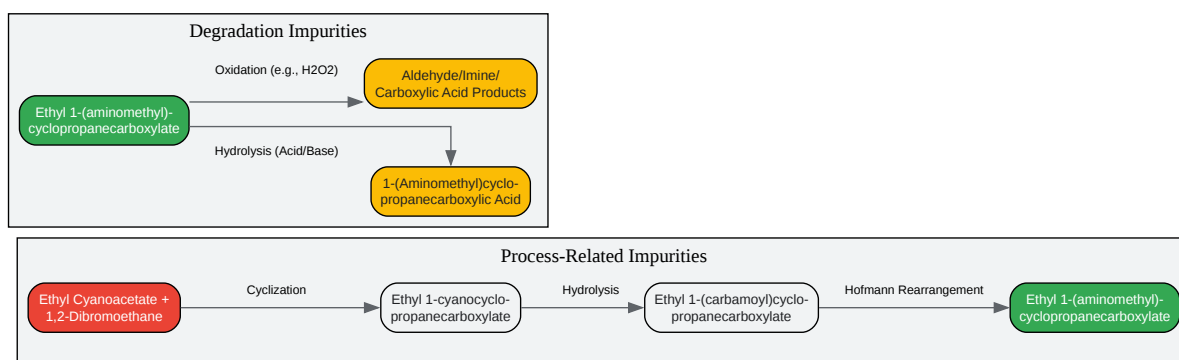 Degradation Impurities
Oxidation (e.g., H2O2)
Aldehyde/Imine/
Carboxylic Acid Products
Ethyl 1-(aminomethyl)-
cyclopropanecarboxylate
Hydrolysis (Acid/Base)
1-(Aminomethyl)cyclo-
propanecarboxylic Acid
Process-Related Impurities
Ethyl Cyanoacetate +
1,2-Dibromoethane
Cyclization
Ethyl 1-cyanocyclo-
propanecarboxylate
Hydrolysis
Ethyl 1-(carbamoyl)cyclo-
propanecarboxylate
Hofmann Rearrangement
Ethyl 1-(aminomethyl)-
cyclopropanecarboxylate